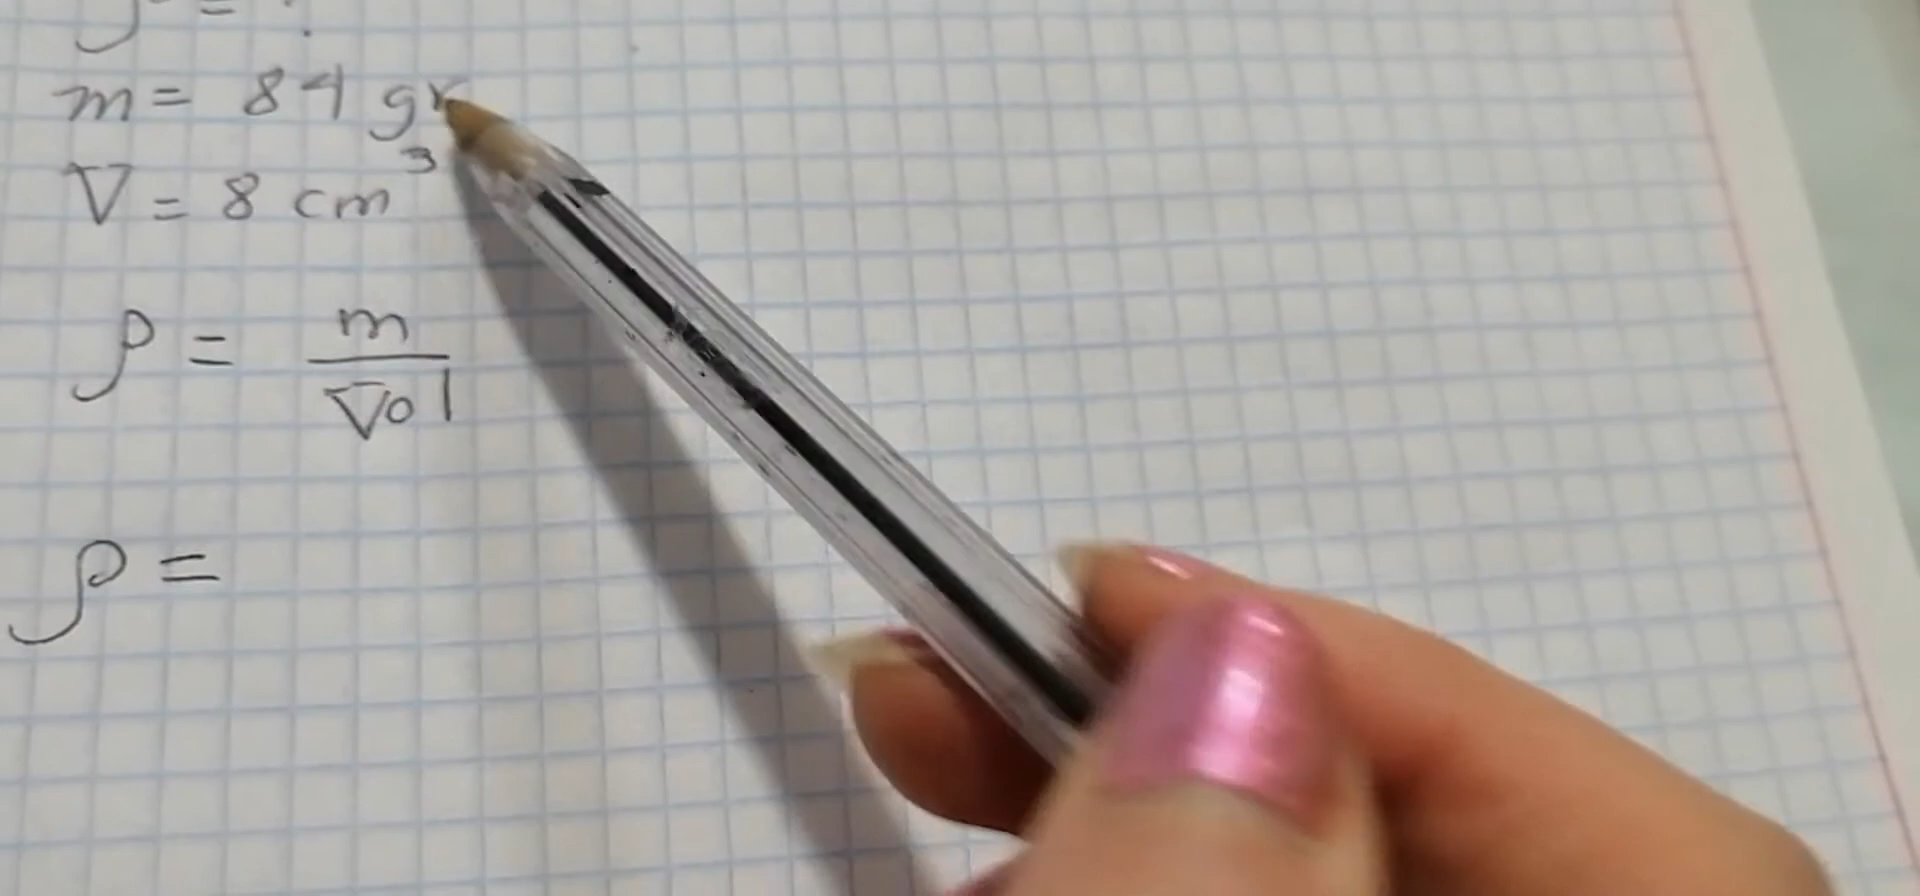 ρ = ?
m = 84 gr
V = 8 cm³
ρ = m / Vol
ρ =